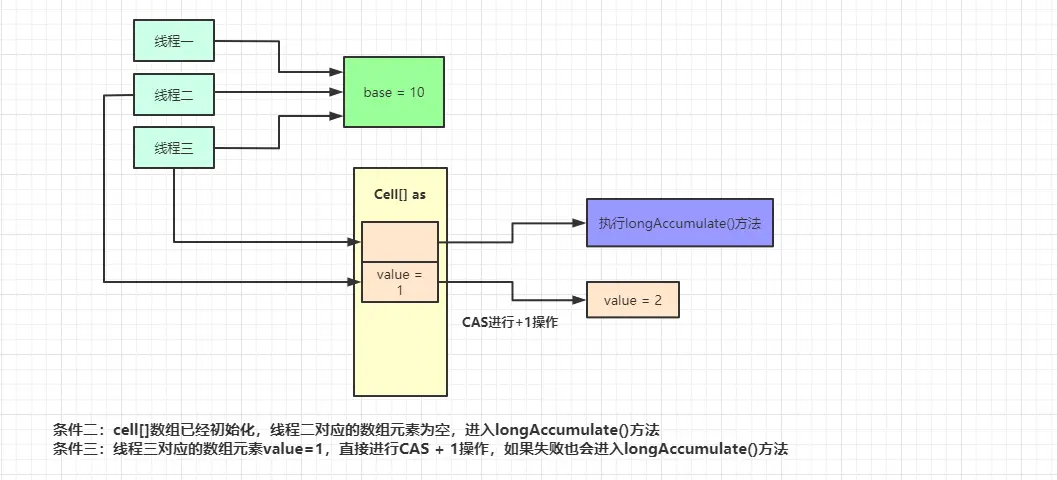 线程一
线程二
base = 10
线程三
Cell[] as
执行longAccumulate()方法
value =
1
value = 2
CAS进行+1操作
条件二：cell[]数组已经初始化，线程二对应的数组元素为空，进入longAccumulate()方法
条件三：线程三对应的数组元素value=1，直接进行CAS + 1操作，如果失败也会进入longAccumulate()方法